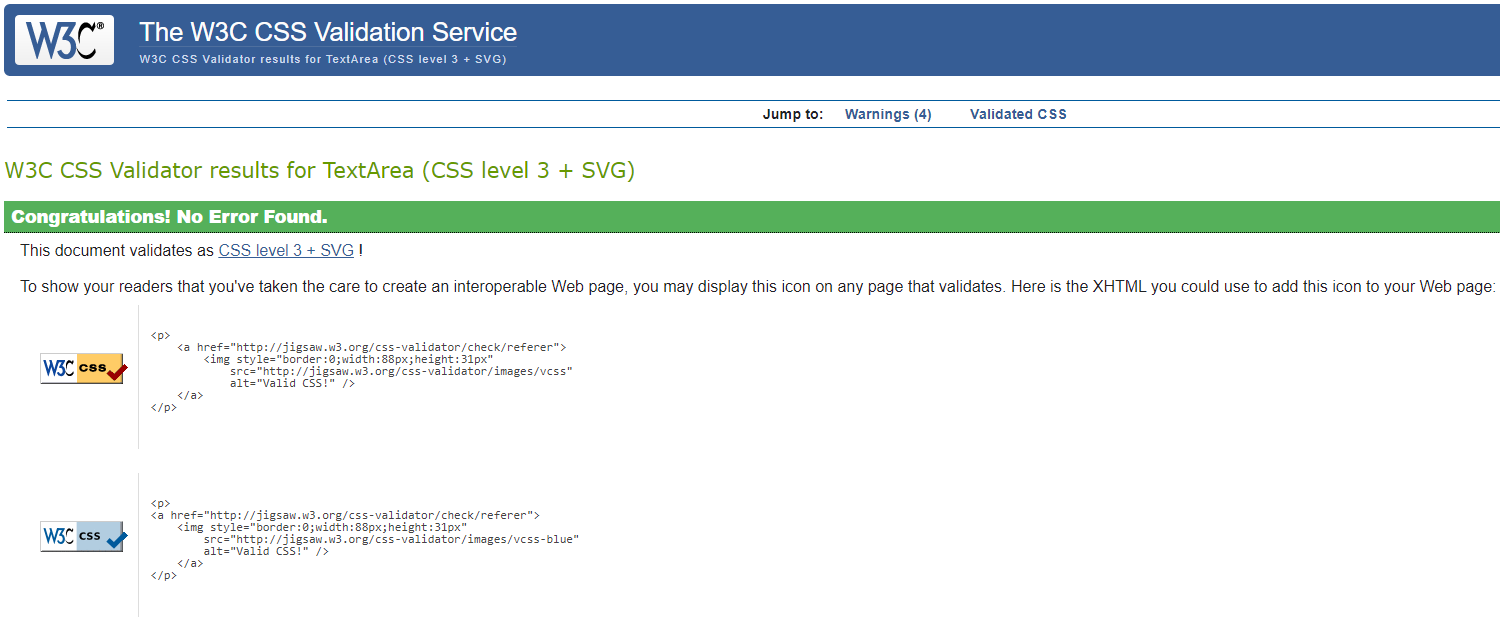 W3C®
The W3C CSS Validation Service
W3C CSS Validator results for TextArea (CSS level 3 + SVG)
Jump to: Warnings (4) Validated CSS
W3C CSS Validator results for TextArea (CSS level 3 + SVG)
Congratulations! No Error Found.
This document validates as CSS level 3 + SVG !
To show your readers that you've taken the care to create an interoperable Web page, you may display this icon on any page that validates. Here is the XHTML you could use to add this icon to your Web page:
W3C css
<p>
    <a href="http://jigsaw.w3.org/css-validator/check/referer">
        <img style="border:0;width:88px;height:31px"
            src="http://jigsaw.w3.org/css-validator/images/vcss"
            alt="Valid CSS!" />
    </a>
</p>
W3C css
<p>
<a href="http://jigsaw.w3.org/css-validator/check/referer">
    <img style="border:0;width:88px;height:31px"
        src="http://jigsaw.w3.org/css-validator/images/vcss-blue"
        alt="Valid CSS!" />
    </a>
</p>